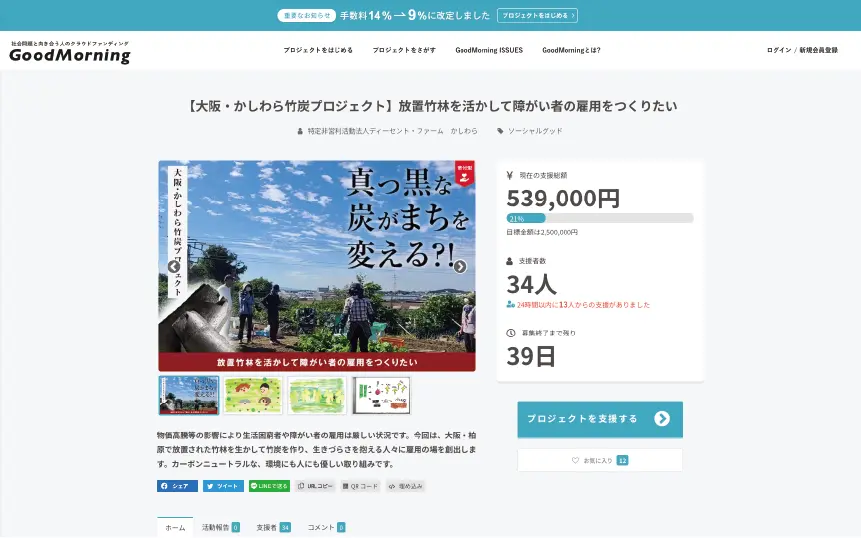 重要なお知らせ 手数料14%→9%に改定しました プロジェクトをはじめる
社会問題と向き合う人のクラウドファンディング
GoodMorning
プロジェクトをはじめる プロジェクトをさがす GoodMorning ISSUES GoodMorningとは?
ログイン / 新規会員登録
【大阪・かしわら竹炭プロジェクト】放置竹林を活かして障がい者の雇用をつくりたい
特定非営利活動法人ディーセント・ファーム かしわら ソーシャルグッド
大阪・かしわら竹炭プロジェクト
真っ黒な
炭がまちを
変える?!
放置竹林を活かして障がい者の雇用をつくりたい
物価高騰等の影響により生活困窮者や障がい者の雇用は厳しい状況です。今回は、大阪・柏
原で放置された竹林を生かして竹炭を作り、生きづらさを抱える人々に雇用の場を創出しま
す。カーボンニュートラルな、環境にも人にも優しい取り組みです。
シェア ツイート LINEで送る URLコピー QRコード 埋め込み
ホーム 活動報告 0 支援者 34 コメント 0
現在の支援総額
539,000円
21%
目標金額は2,500,000円
支援者数
34人
24時間以内に13人からの支援がありました
募集終了まで残り
39日
プロジェクトを支援する
お気に入り 12